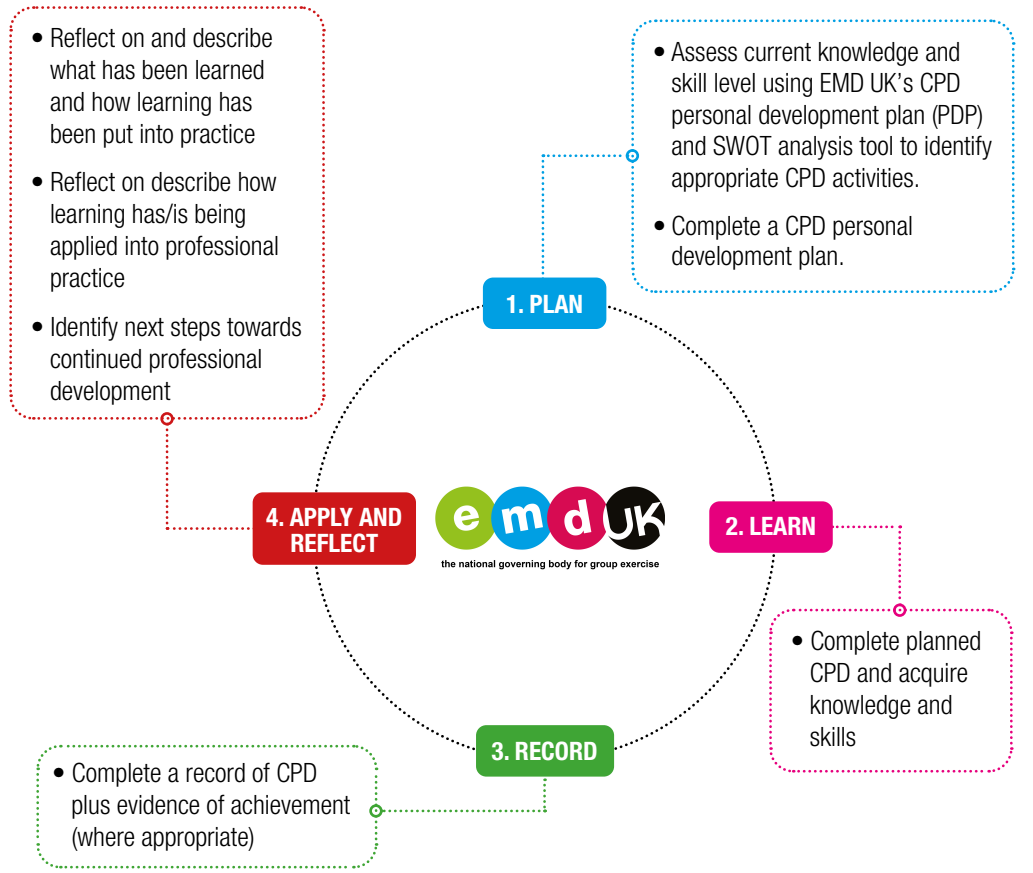 1. PLAN
• Assess current knowledge and
skill level using EMD UK’s CPD
personal development plan (PDP)
and SWOT analysis tool to identify
appropriate CPD activities.
• Complete a CPD personal
development plan.
2. LEARN
• Complete planned
CPD and acquire
knowledge and
skills
3. RECORD
• Complete a record of CPD
plus evidence of achievement
(where appropriate)
4. APPLY AND
REFLECT
• Reflect on and describe
what has been learned
and how learning has
been put into practice
• Reflect on describe how
learning has/is being
applied into professional
practice
• Identify next steps towards
continued professional
development
emdUK
the national governing body for group exercise